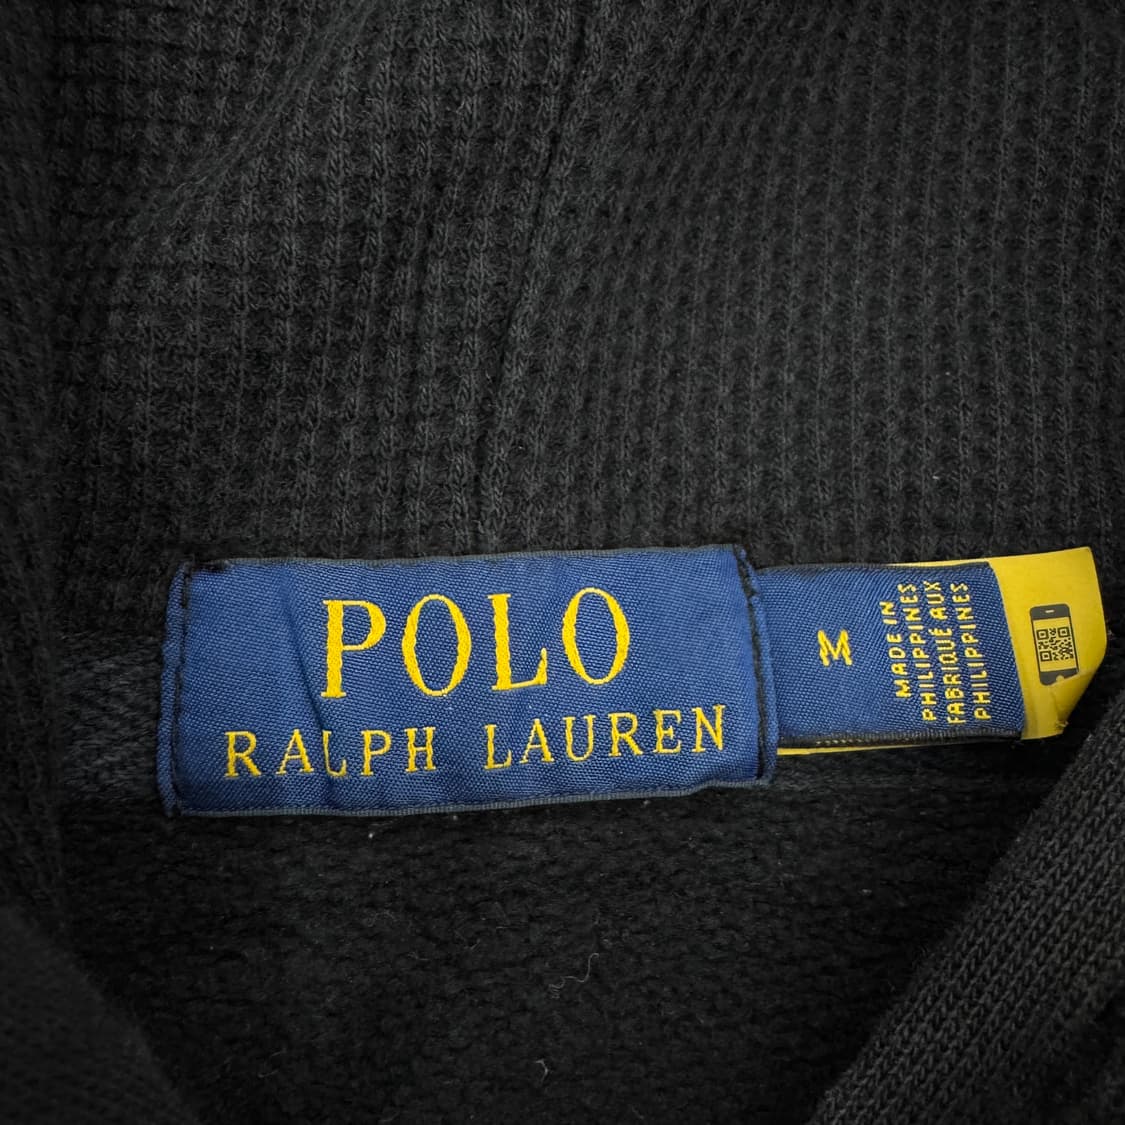 POLO
RALPH LAUREN
M
MADE IN
PHILIPPINES
FABRIQUÉ AUX
PHILIPPINES